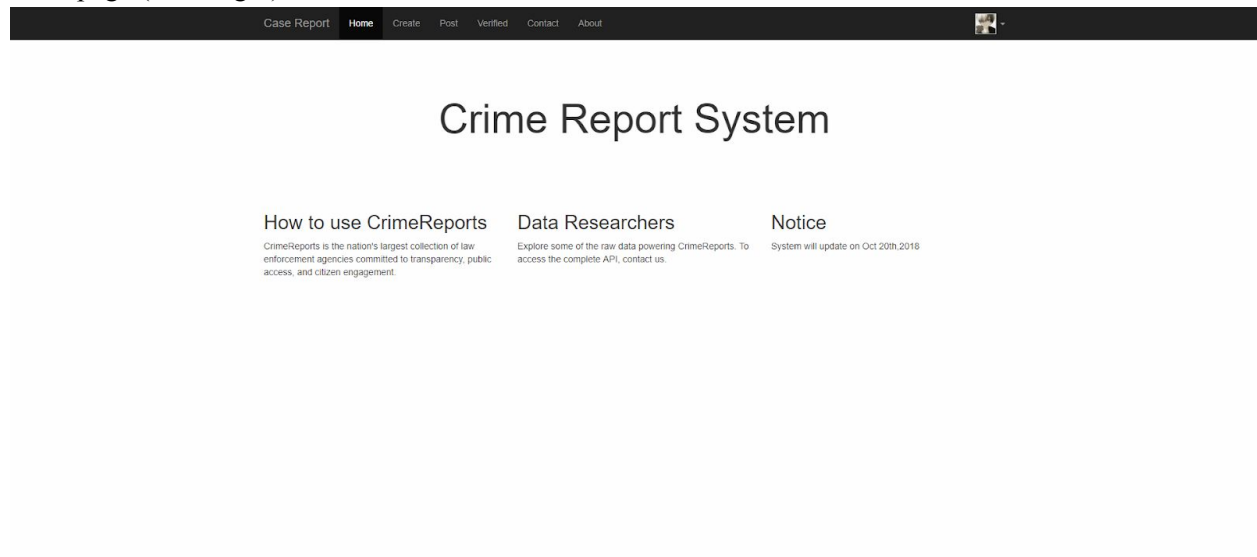 Case Report Home Create Post Verified Contact About
Crime Report System
How to use CrimeReports
CrimeReports is the nation's largest collection of law
enforcement agencies committed to transparency, public
access, and citizen engagement.
Data Researchers
Explore some of the raw data powering CrimeReports. To
access the complete API, contact us.
Notice
System will update on Oct 20th,2018